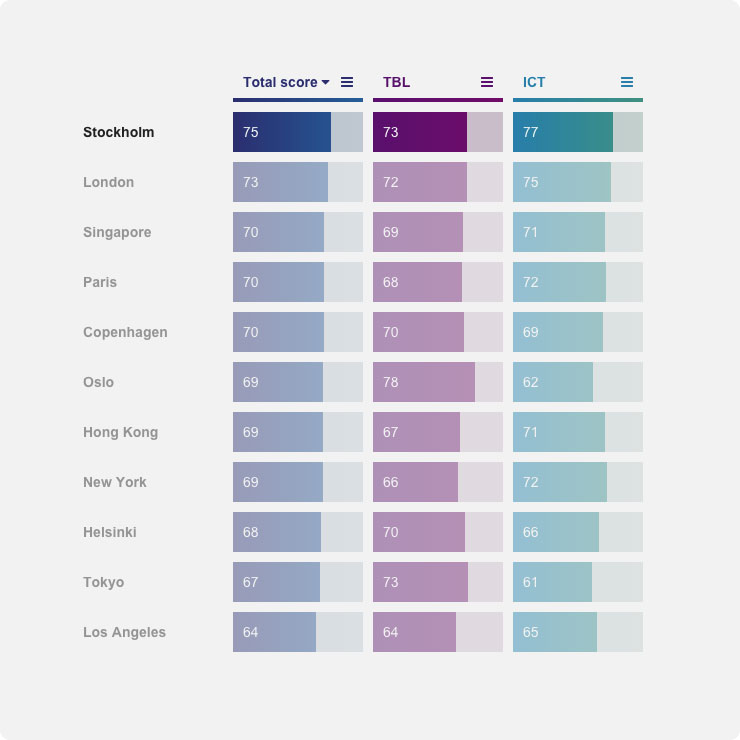 Total score TBL ICT
Stockholm 75 73 77
London 73 72 75
Singapore 70 69 71
Paris 70 68 72
Copenhagen 70 70 69
Oslo 69 78 62
Hong Kong 69 67 71
New York 69 66 72
Helsinki 68 70 66
Tokyo 67 73 61
Los Angeles 64 64 65